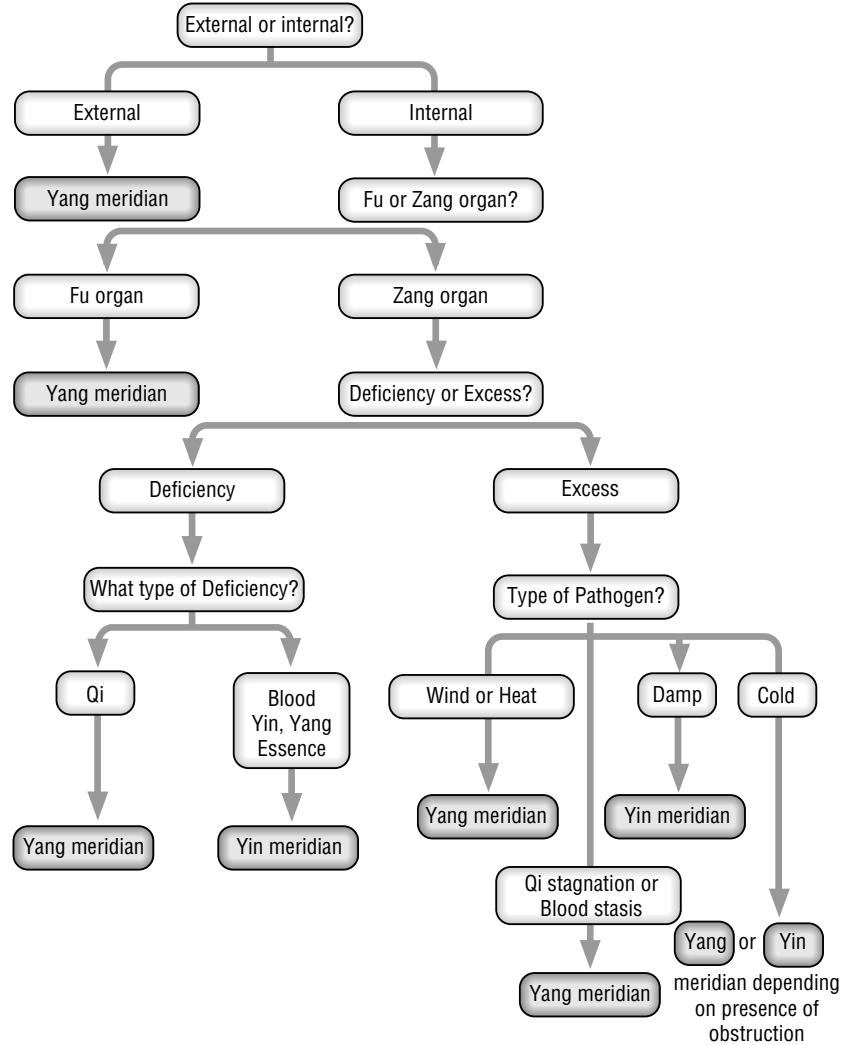 External or internal?
External
Internal
Yang meridian
Fu or Zang organ?
Fu organ
Zang organ
Yang meridian
Deficiency or Excess?
Deficiency
Excess
What type of Deficiency?
Type of Pathogen?
Qi
Blood
Yin, Yang
Essence
Wind or Heat
Damp
Cold
Yang meridian
Yin meridian
Yang meridian
Yin meridian
Qi stagnation or
Blood stasis
Yang meridian
Yang or Yin
meridian depending
on presence of
obstruction